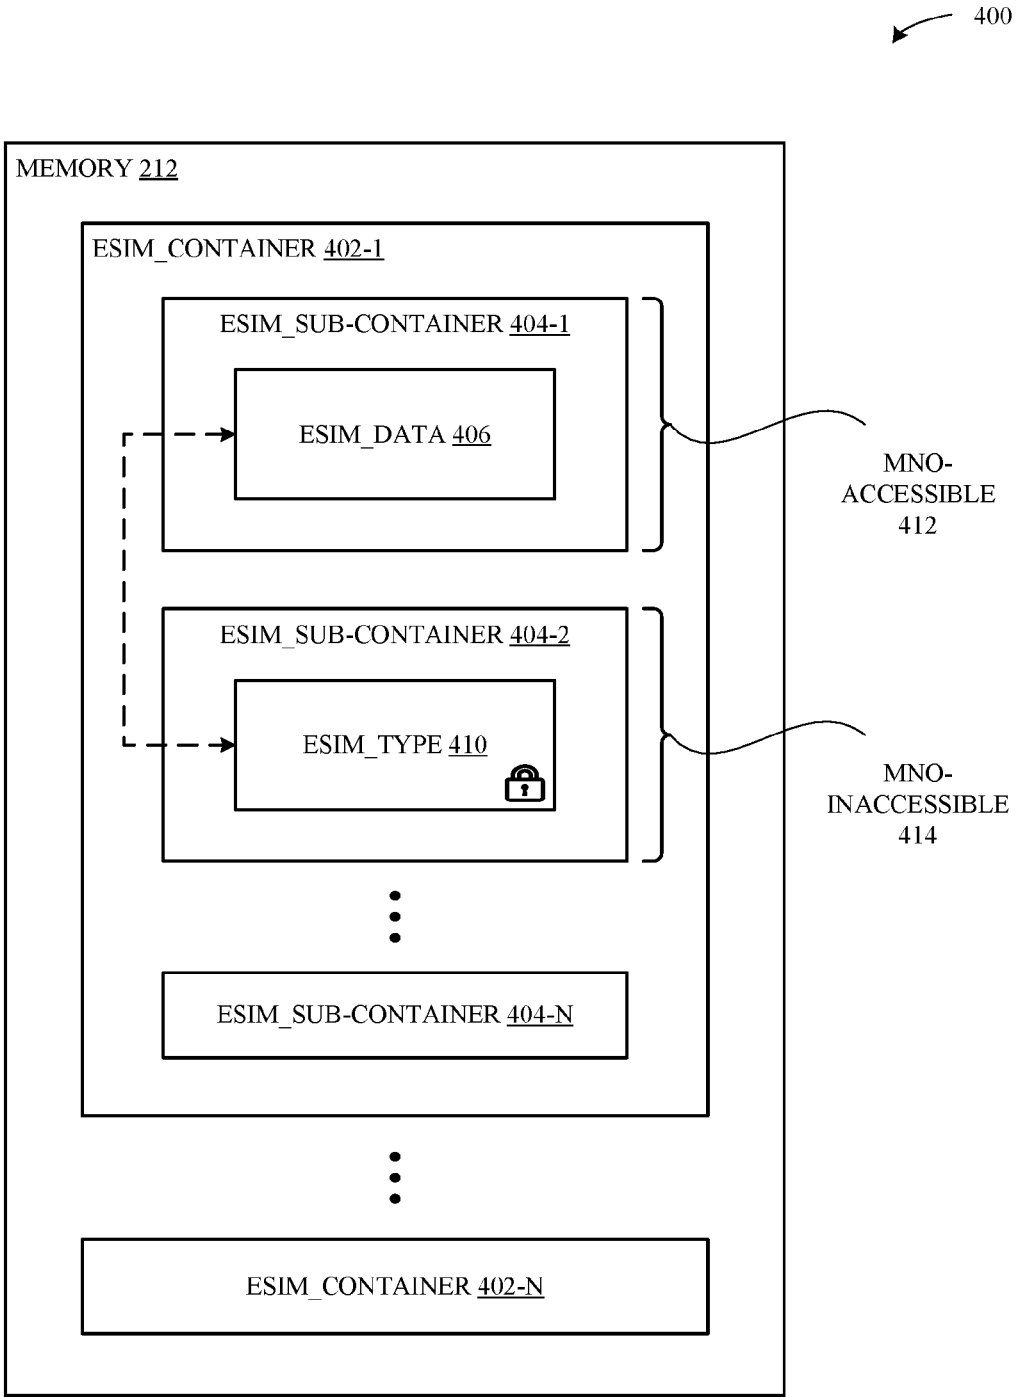 400
MEMORY 212
ESIM_CONTAINER 402-1
ESIM_SUB-CONTAINER 404-1
ESIM_DATA 406
MNO-
ACCESSIBLE
412
ESIM_SUB-CONTAINER 404-2
ESIM_TYPE 410
MNO-
INACCESSIBLE
414
ESIM_SUB-CONTAINER 404-N
ESIM_CONTAINER 402-N